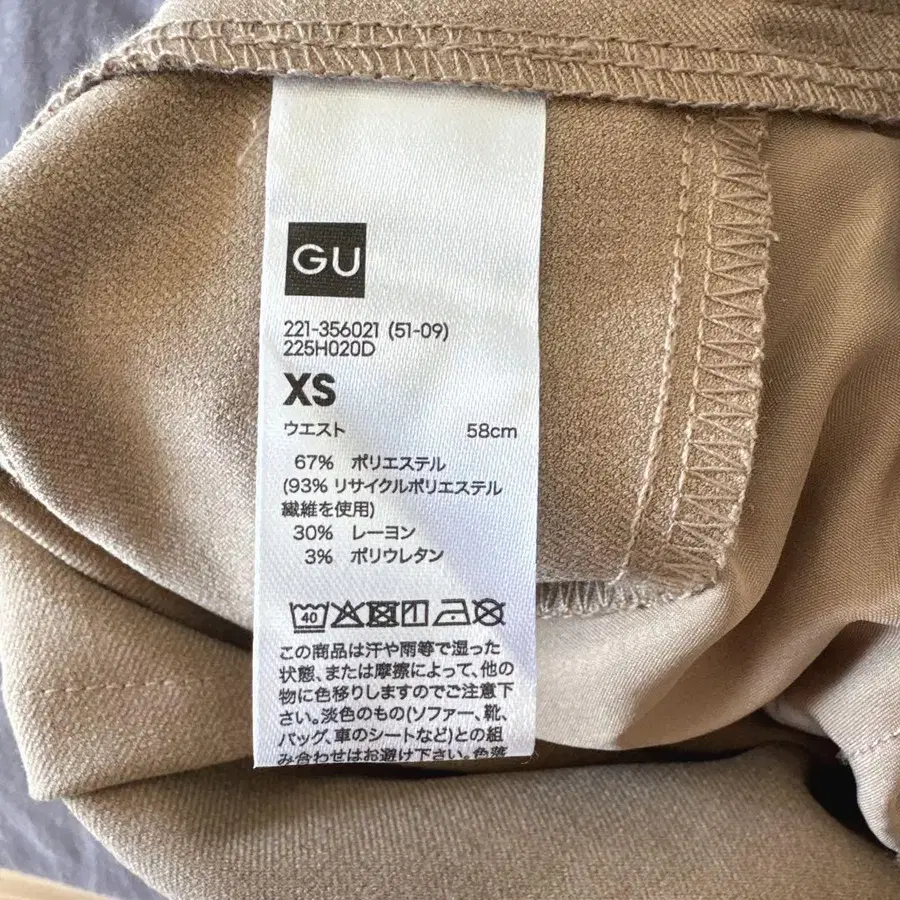 GU
221-356021 (51-09)
225H020D
XS
ウエスト 58cm
67% ポリエステル
(93% リサイクルポリエステル
繊維を使用)
30% レーヨン
3% ポリウレタン
40
この商品は汗や雨等で湿った
状態、または摩擦によって、他の
物に色移りしますのでご注意下
さい。淡色のもの(ソファー、靴、
バッグ、車のシートなど)との組
み合わせはお避け下さい。色落